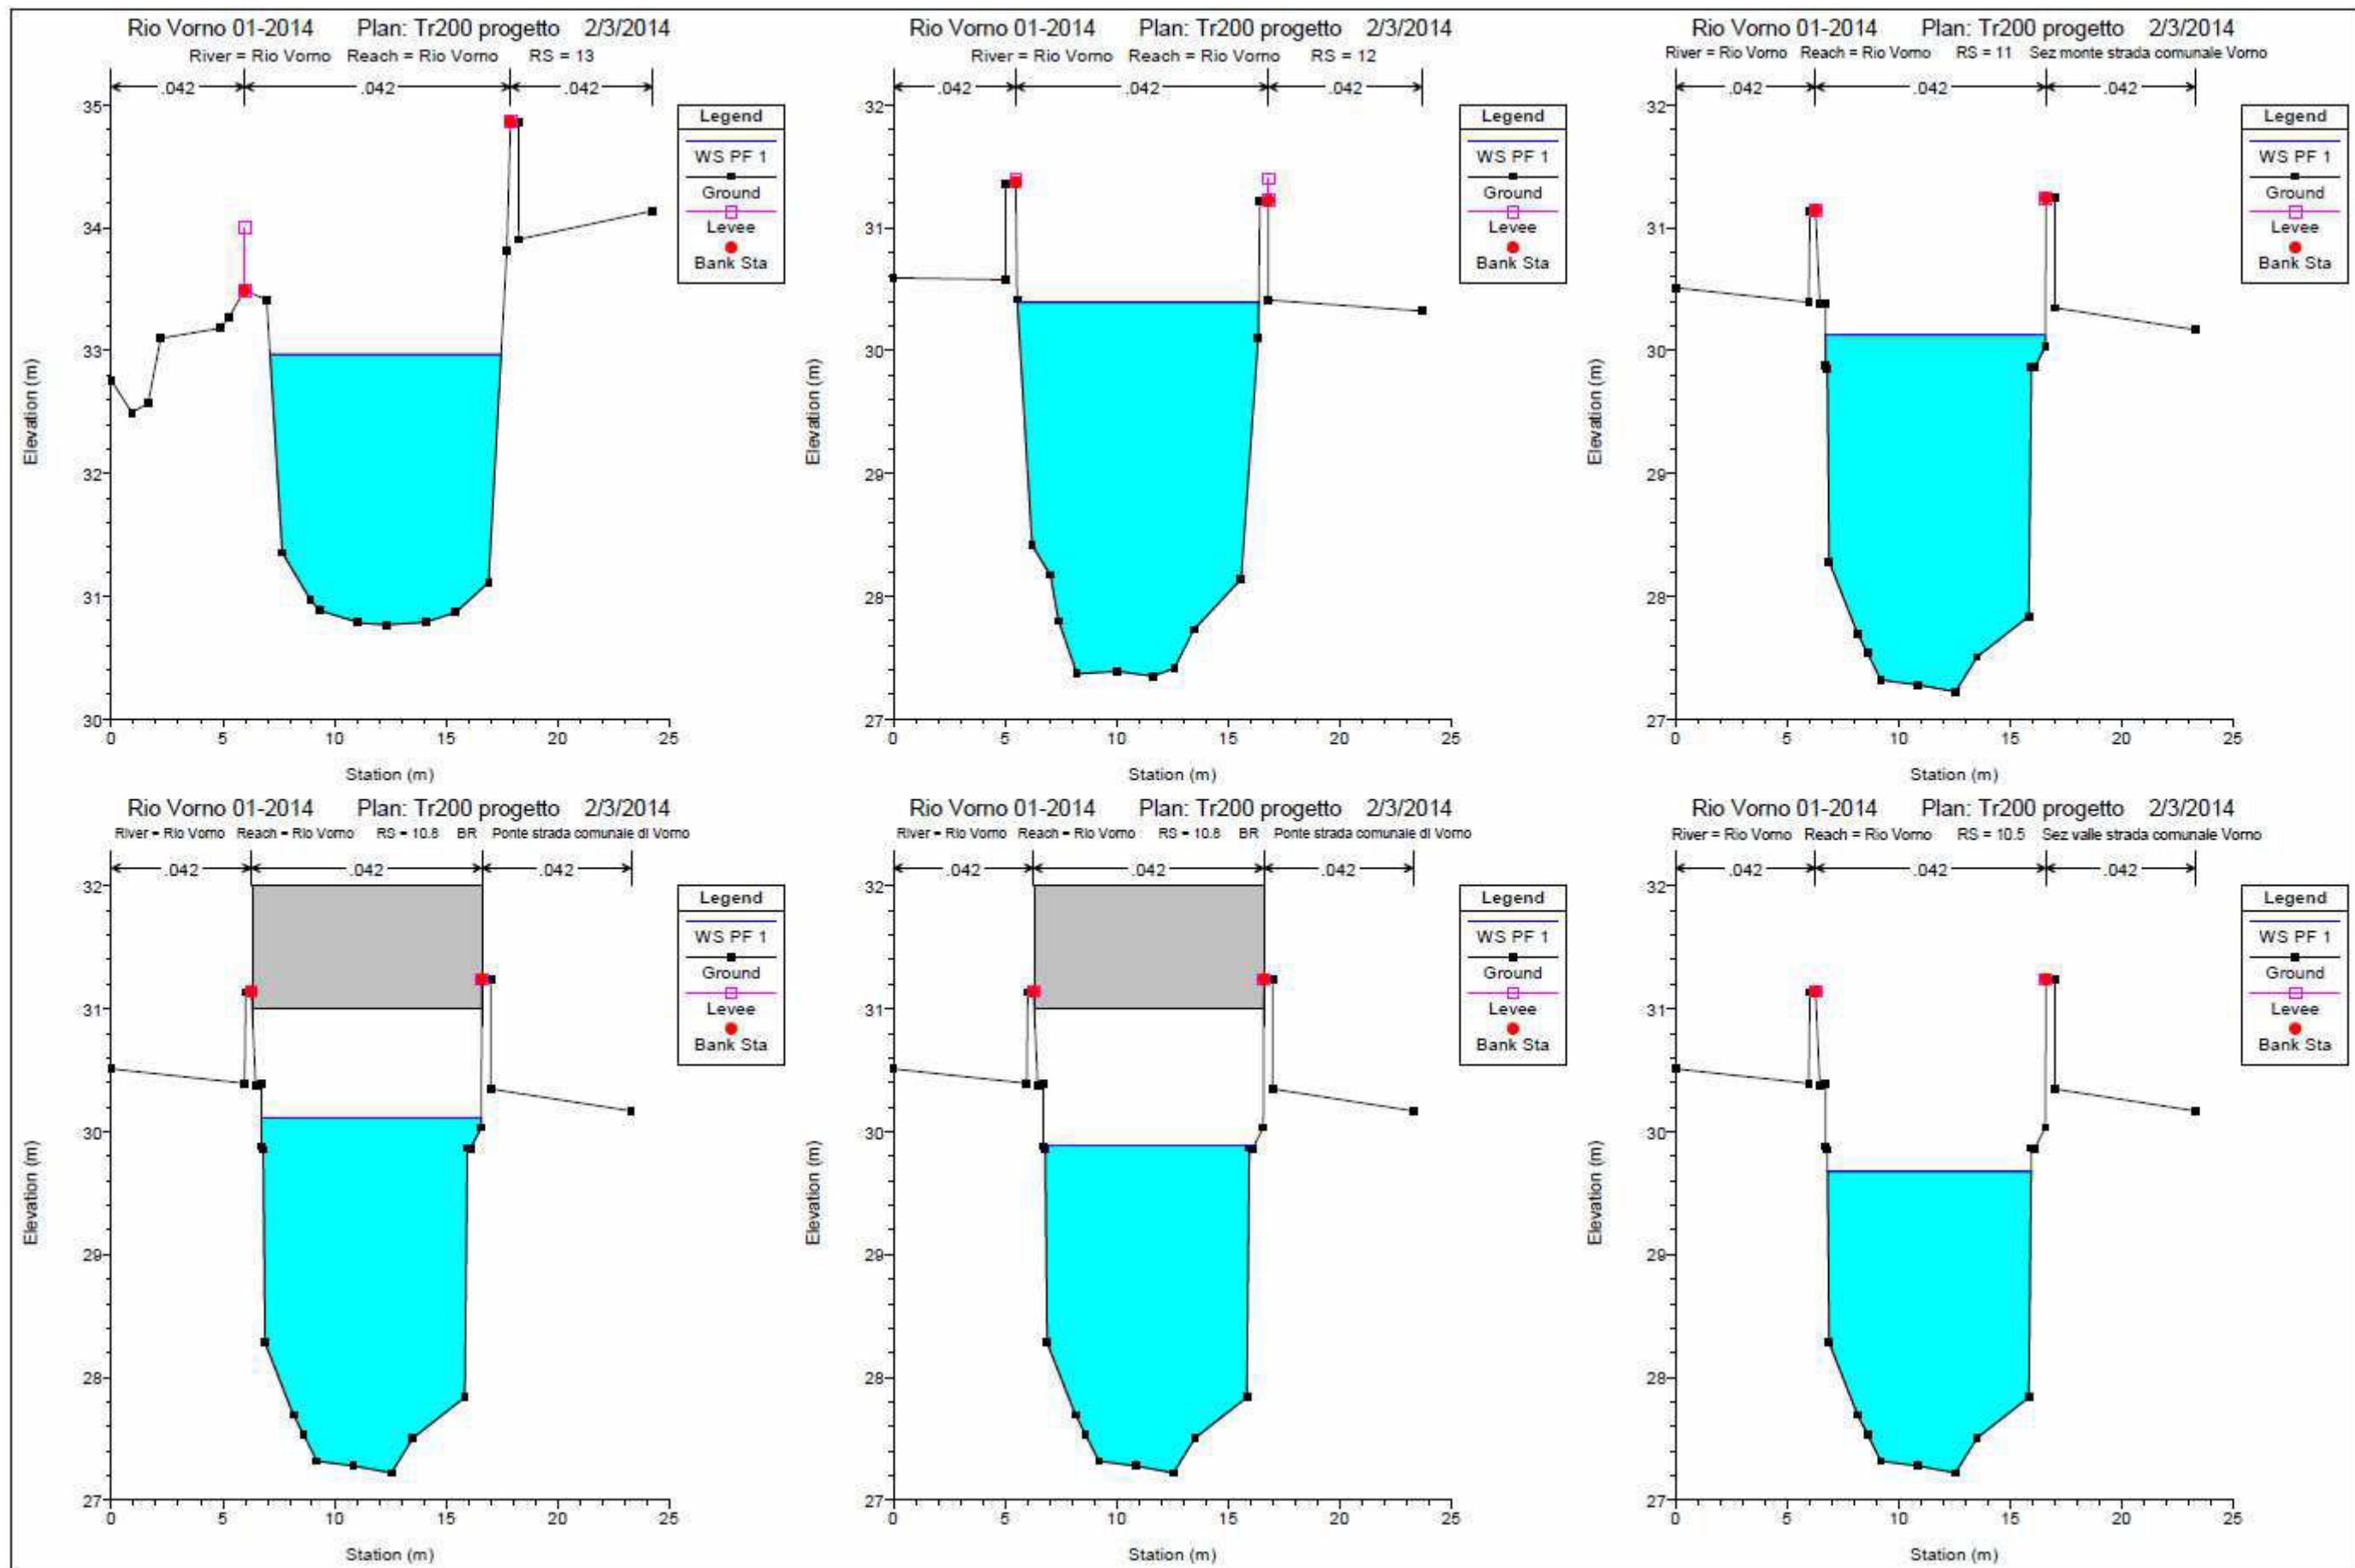 Rio Vorno 01-2014 Plan: Tr200 progetto 2/3/2014
River = Rio Vorno Reach = Rio Vorno RS = 13
.042 .042 .042
35
34
33
32
31
30
Elevation (m)
0 5 10 15 20 25
Station (m)
Legend
WS PF 1
Ground
Levee
Bank Sta
Rio Vorno 01-2014 Plan: Tr200 progetto 2/3/2014
River = Rio Vorno Reach = Rio Vorno RS = 12
.042 .042 .042
32
31
30
29
28
27
Elevation (m)
0 5 10 15 20 25
Station (m)
Legend
WS PF 1
Ground
Levee
Bank Sta
Rio Vorno 01-2014 Plan: Tr200 progetto 2/3/2014
River = Rio Vorno Reach = Rio Vorno RS = 11 Sez monte strada comunale Vorno
.042 .042 .042
32
31
30
29
28
27
Elevation (m)
0 5 10 15 20 25
Station (m)
Legend
WS PF 1
Ground
Levee
Bank Sta
Rio Vorno 01-2014 Plan: Tr200 progetto 2/3/2014
River = Rio Vorno Reach = Rio Vorno RS = 10.8 BR Ponte strada comunale di Vorno
.042 .042 .042
32
31
30
29
28
27
Elevation (m)
0 5 10 15 20 25
Station (m)
Legend
WS PF 1
Ground
Levee
Bank Sta
Rio Vorno 01-2014 Plan: Tr200 progetto 2/3/2014
River = Rio Vorno Reach = Rio Vorno RS = 10.8 BR Ponte strada comunale di Vorno
.042 .042 .042
32
31
30
29
28
27
Elevation (m)
0 5 10 15 20 25
Station (m)
Legend
WS PF 1
Ground
Levee
Bank Sta
Rio Vorno 01-2014 Plan: Tr200 progetto 2/3/2014
River = Rio Vorno Reach = Rio Vorno RS = 10.5 Sez valle strada comunale Vorno
.042 .042 .042
32
31
30
29
28
27
Elevation (m)
0 5 10 15 20 25
Station (m)
Legend
WS PF 1
Ground
Levee
Bank Sta